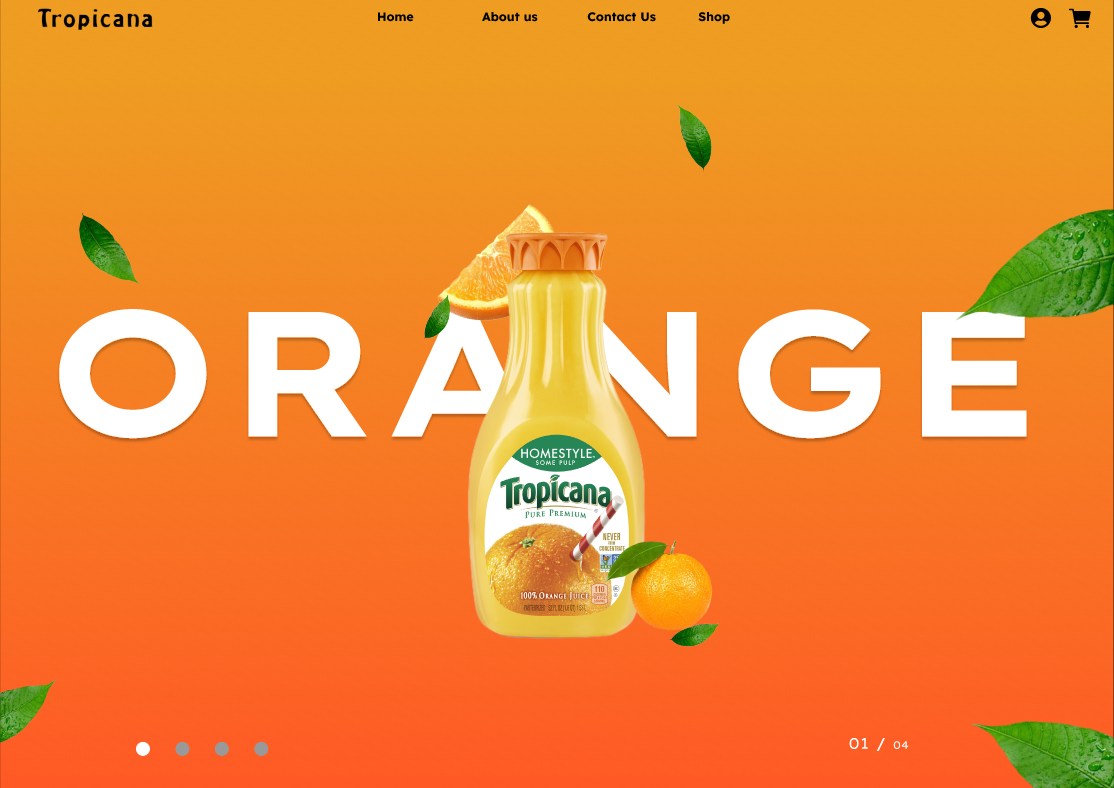 Tropicana
Home
About us
Contact Us
Shop
ORANGE
HOMESTYLE.
SOME PULP
Tropicana
PURE PREMIUM
NEVER
FROM
CONCENTRATE
100% ORANGE JUICE
110
01 / 04